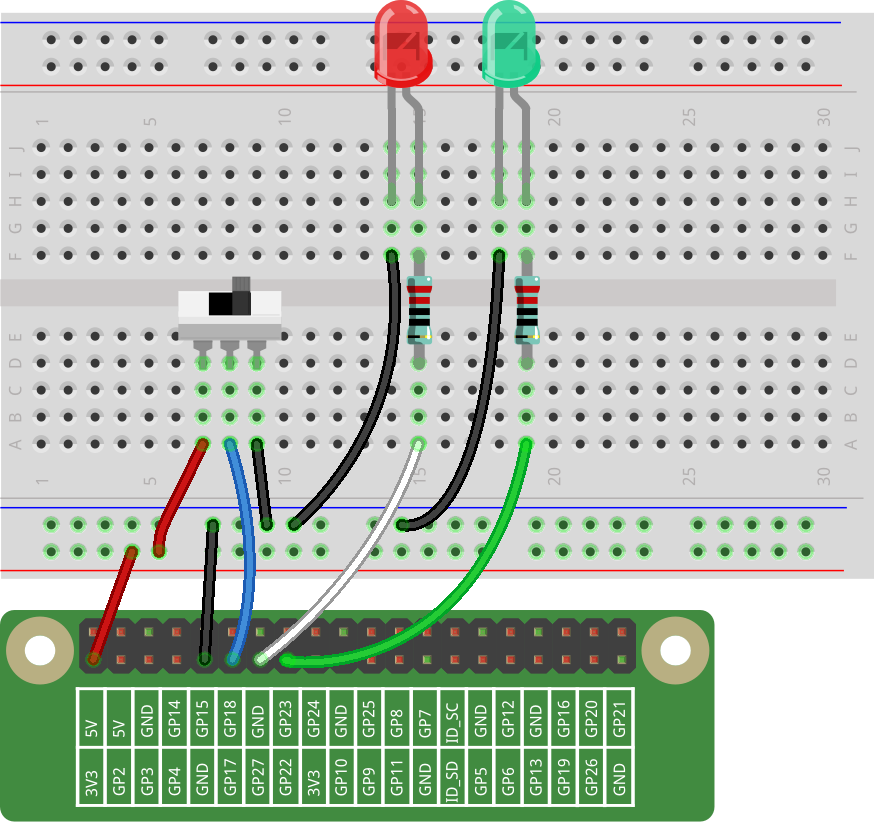 1 5 10 15 20 25 30
J J
I I
H H
G G
F F
E E
D D
C C
B B
A A
1 5 10 15 20 25 30
5V 5V GND GP14 GP15 GP18 GND GP23 GP24 GND GP25 GP8 GP7 ID_SC GND GP12 GND GP16 GP20 GP21
3V3 GP2 GP3 GP4 GND GP17 GP27 GP22 3V3 GP10 GP9 GP11 GND ID_SD GP5 GP6 GP13 GP19 GP26 GND